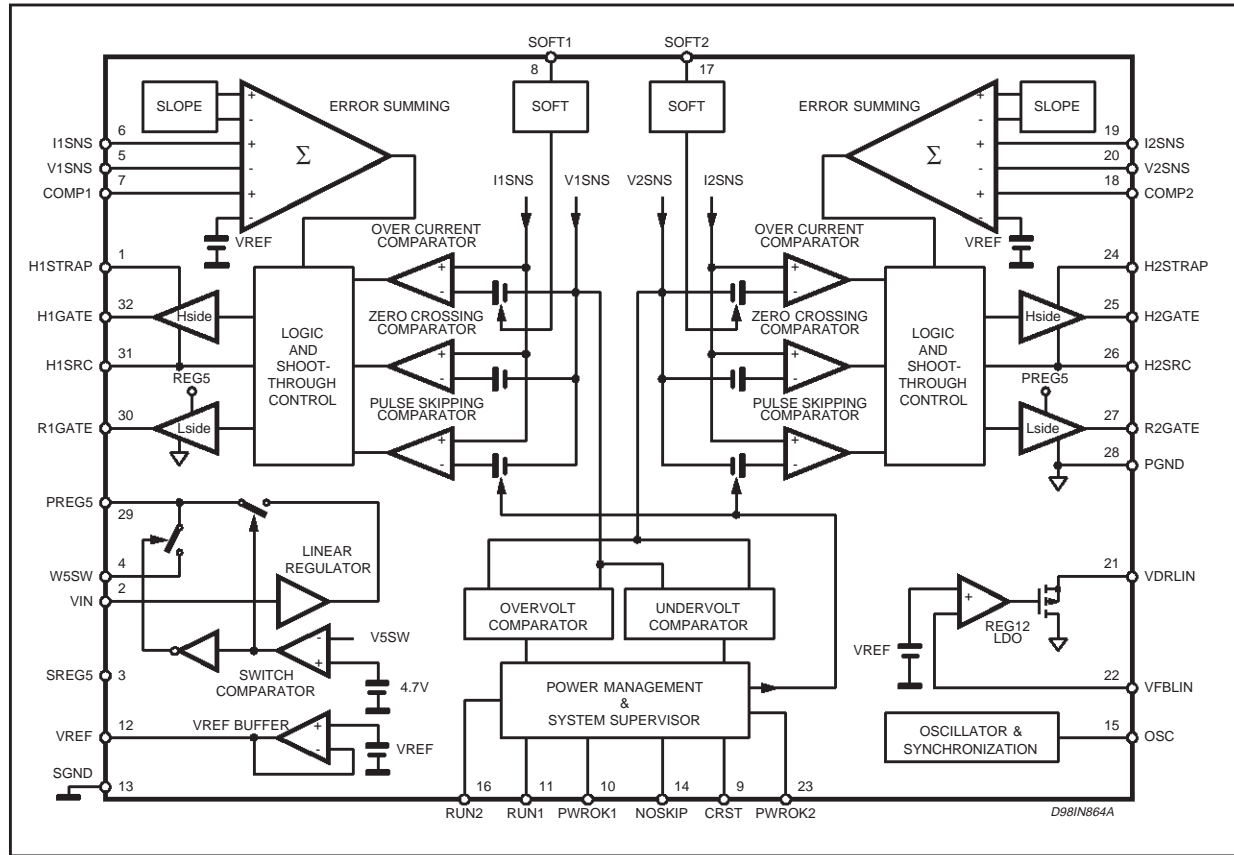 SOFT1
SOFT2
8
17
SLOPE
+
-
ERROR SUMMING
SOFT
SOFT
ERROR SUMMING
+
-
SLOPE
I1SNS
6
+
Σ
Σ
+
19
I2SNS
V1SNS
5
-
-
20
V2SNS
COMP1
7
+
I1SNS
V1SNS
V2SNS
I2SNS
+
18
COMP2
-
VREF
-
VREF
OVER CURRENT
COMPARATOR
OVER CURRENT
COMPARATOR
H1STRAP
1
24
H2STRAP
+
-
+
-
H1GATE
32
Hside
Hside
25
H2GATE
ZERO CROSSING
COMPARATOR
ZERO CROSSING
COMPARATOR
LOGIC
AND
SHOOT-
THROUGH
CONTROL
LOGIC
AND
SHOOT-
THROUGH
CONTROL
H1SRC
31
+
-
+
-
26
H2SRC
REG5
PREG5
PULSE SKIPPING
COMPARATOR
PULSE SKIPPING
COMPARATOR
R1GATE
30
Lside
+
-
+
-
Lside
27
R2GATE
28
PGND
PREG5
29
LINEAR
REGULATOR
W5SW
4
VIN
2
OVERVOLT
COMPARATOR
UNDERVOLT
COMPARATOR
21
VDRLIN
+
REG12
LDO
VREF
-
V5SW
+
SREG5
3
SWITCH
COMPARATOR
4.7V
POWER MANAGEMENT
&
SYSTEM SUPERVISOR
22
VFBLIN
VREF
12
VREF BUFFER
+
-
VREF
OSCILLATOR &
SYNCHRONIZATION
15
OSC
SGND
13
16
11
10
14
9
23
RUN2
RUN1
PWROK1
NOSKIP
CRST
PWROK2
D98IN864A